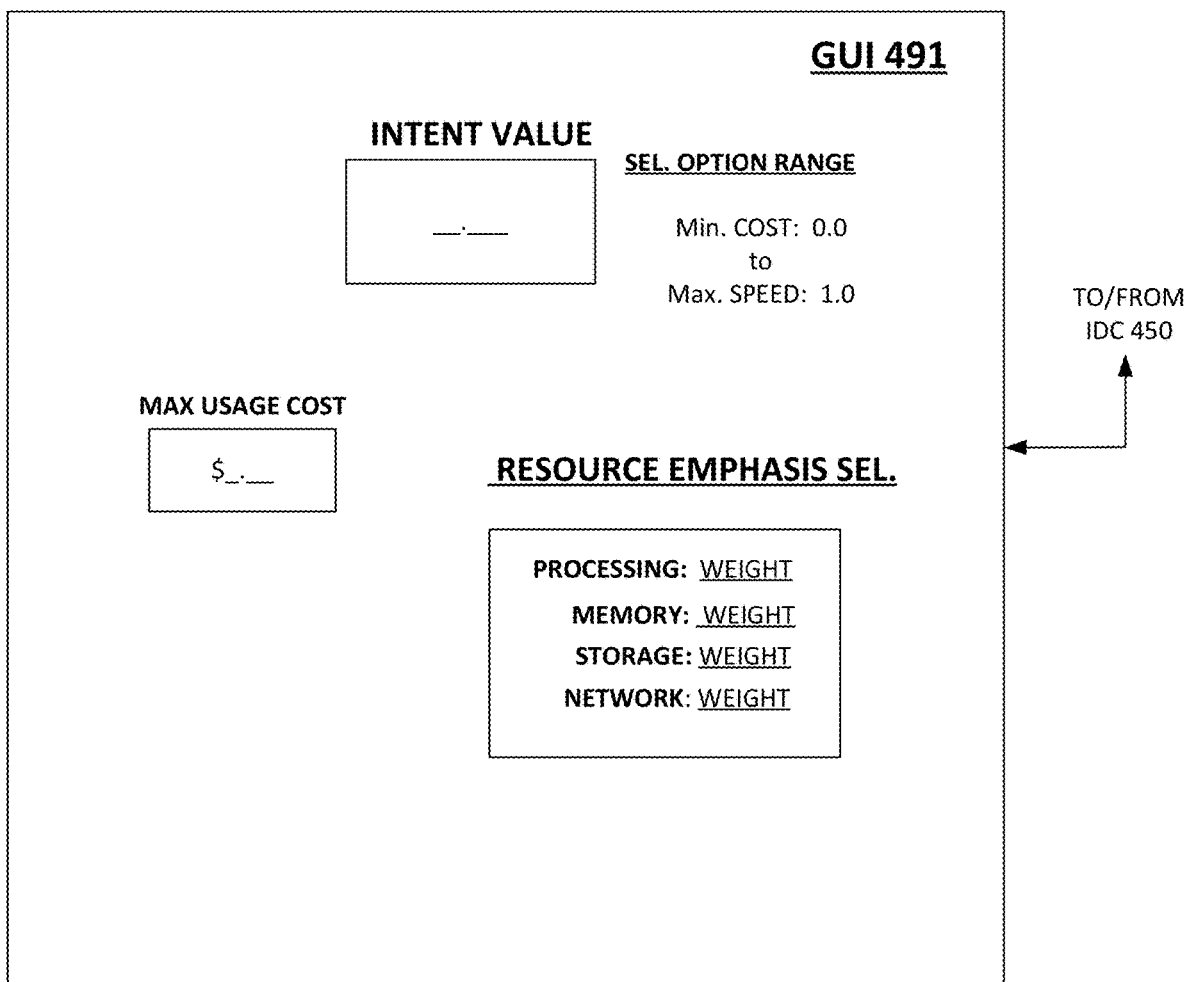 GUI 491
INTENT VALUE
__.___
SEL. OPTION RANGE
Min. COST: 0.0
to
Max. SPEED: 1.0
TO/FROM
IDC 450
MAX USAGE COST
$_.__
RESOURCE EMPHASIS SEL.
PROCESSING: WEIGHT
MEMORY: WEIGHT
STORAGE: WEIGHT
NETWORK: WEIGHT